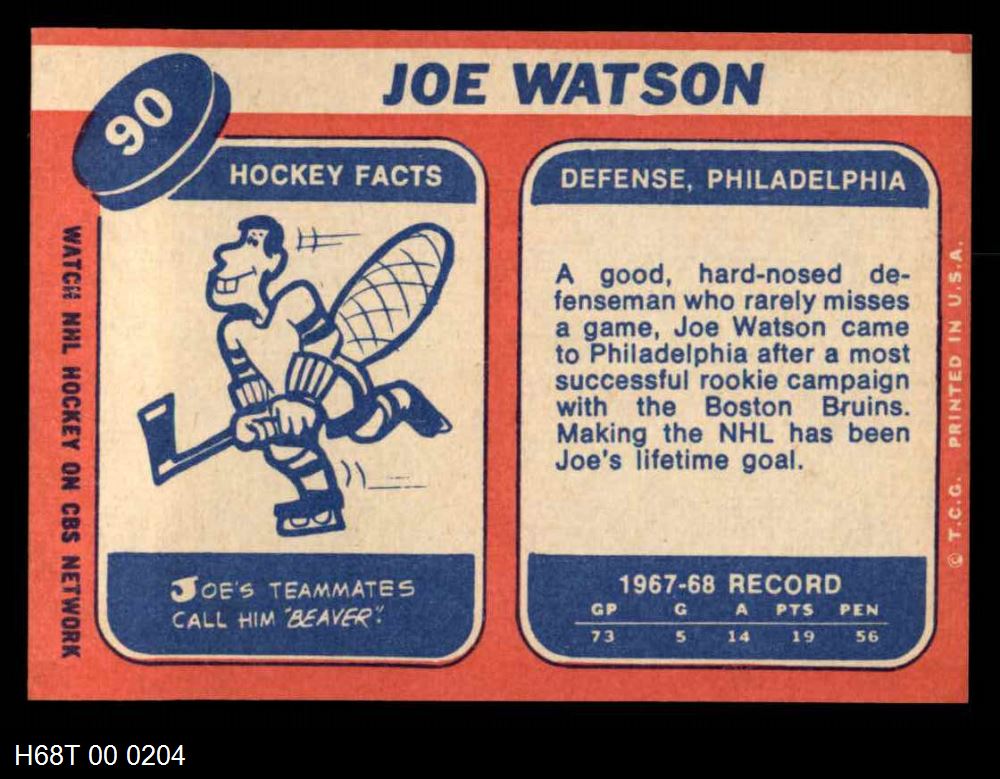 JOE WATSON
90
HOCKEY FACTS
JOE'S TEAMMATES
CALL HIM "BEAVER".
WATCH NHL HOCKEY ON CBS NETWORK
DEFENSE, PHILADELPHIA
A good, hard-nosed de-
fenseman who rarely misses
a game, Joe Watson came
to Philadelphia after a most
successful rookie campaign
with the Boston Bruins.
Making the NHL has been
Joe's lifetime goal.
1967-68 RECORD
GP G A PTS PEN
73 5 14 19 56
© T.C.G. PRINTED IN U.S.A.
H68T 00 0204